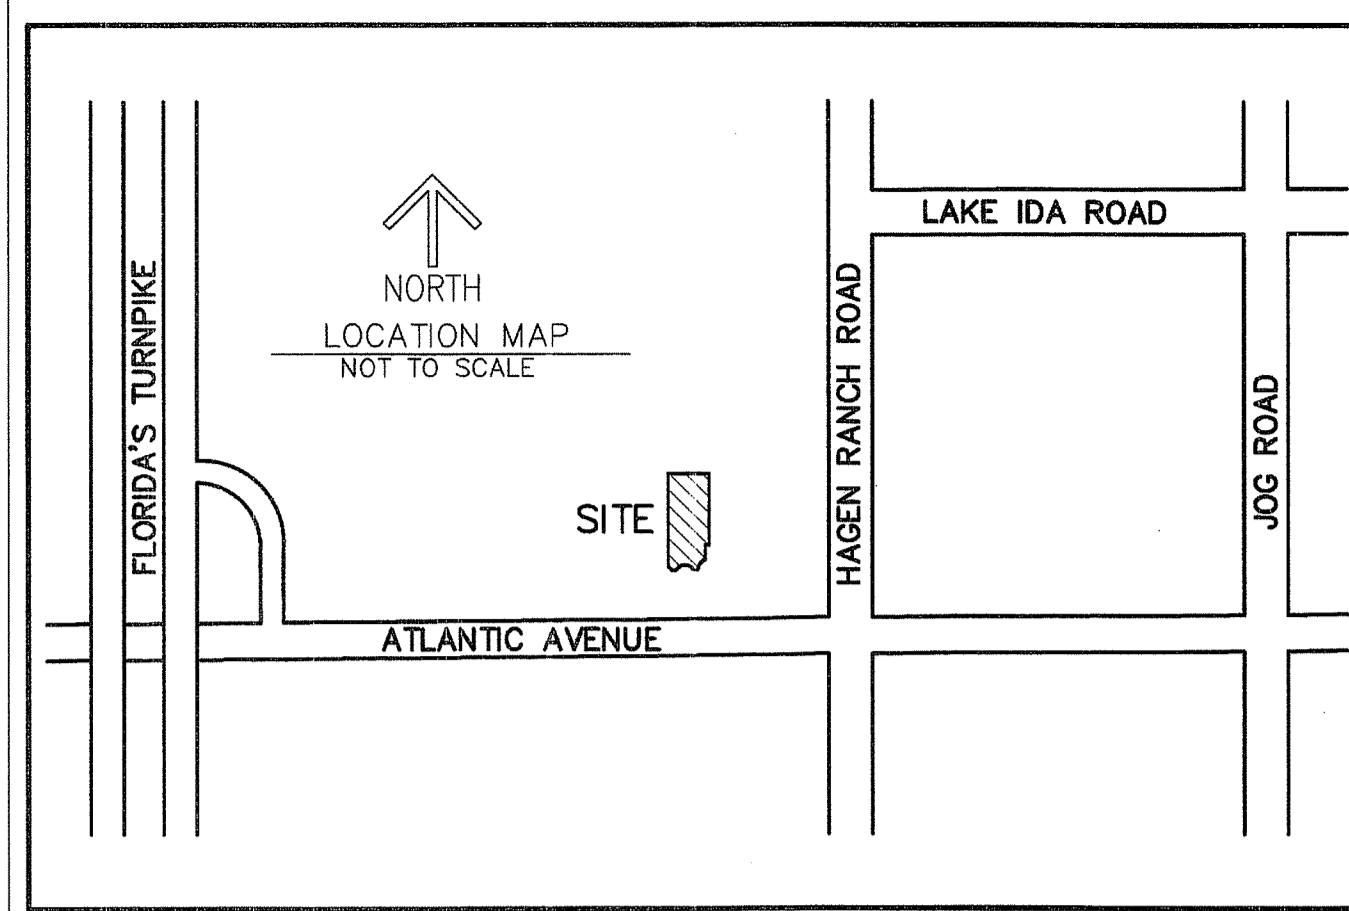 LAKE IDA ROAD
NORTH
LOCATION MAP
NOT TO SCALE
FLORIDA'S TURNPIKE
HAGEN RANCH ROAD
JOG ROAD
SITE
ATLANTIC AVENUE